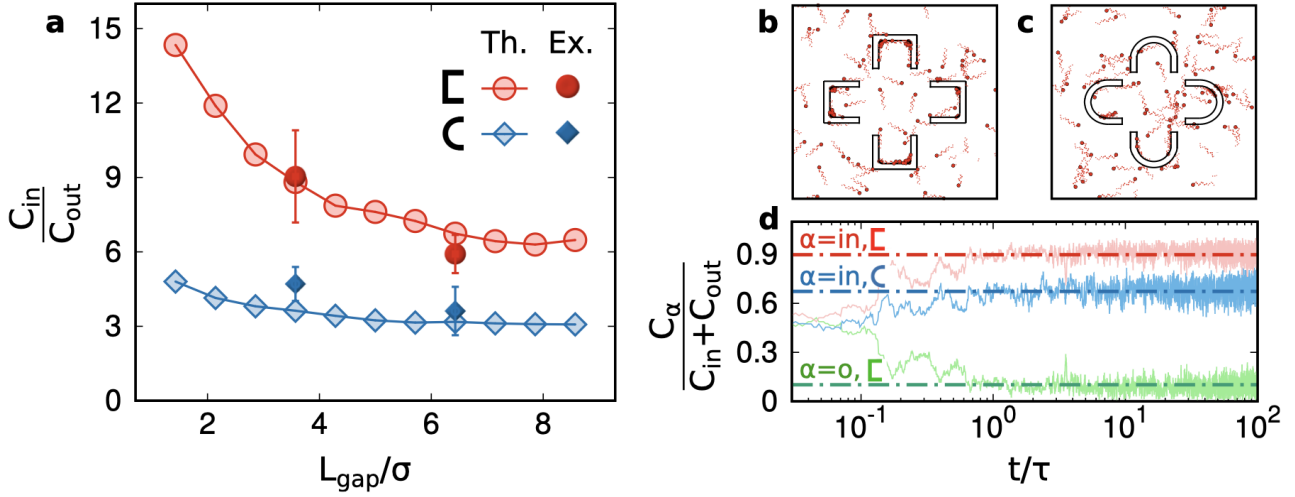 a
15
12
9
6
3
0
C_in
C_out
Th. Ex.
2 4 6 8
L_gap/σ
b
c
d
0.9
0.6
0.3
0
C_α
C_in+C_out
α=in,
α=in,
α=o,
10^-1 10^0 10^1 10^2
t/τ